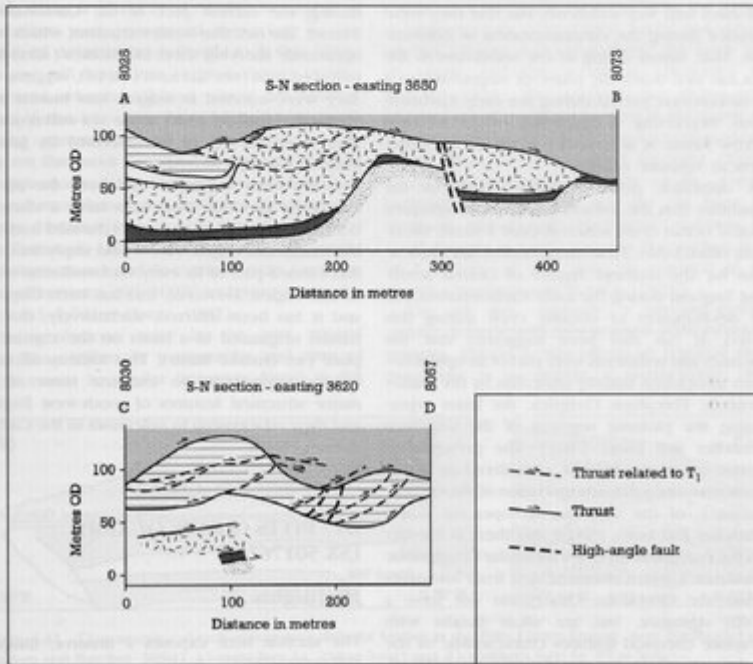 S-N section - easting 3680
8025
8073
A
B
Metres OD
100
50
0
0
100
200
300
400
Distance in metres
S-N section - easting 3620
8030
8057
C
D
Metres OD
100
50
0
0
100
200
Distance in metres
Thrust related to T₁
Thrust
High-angle fault